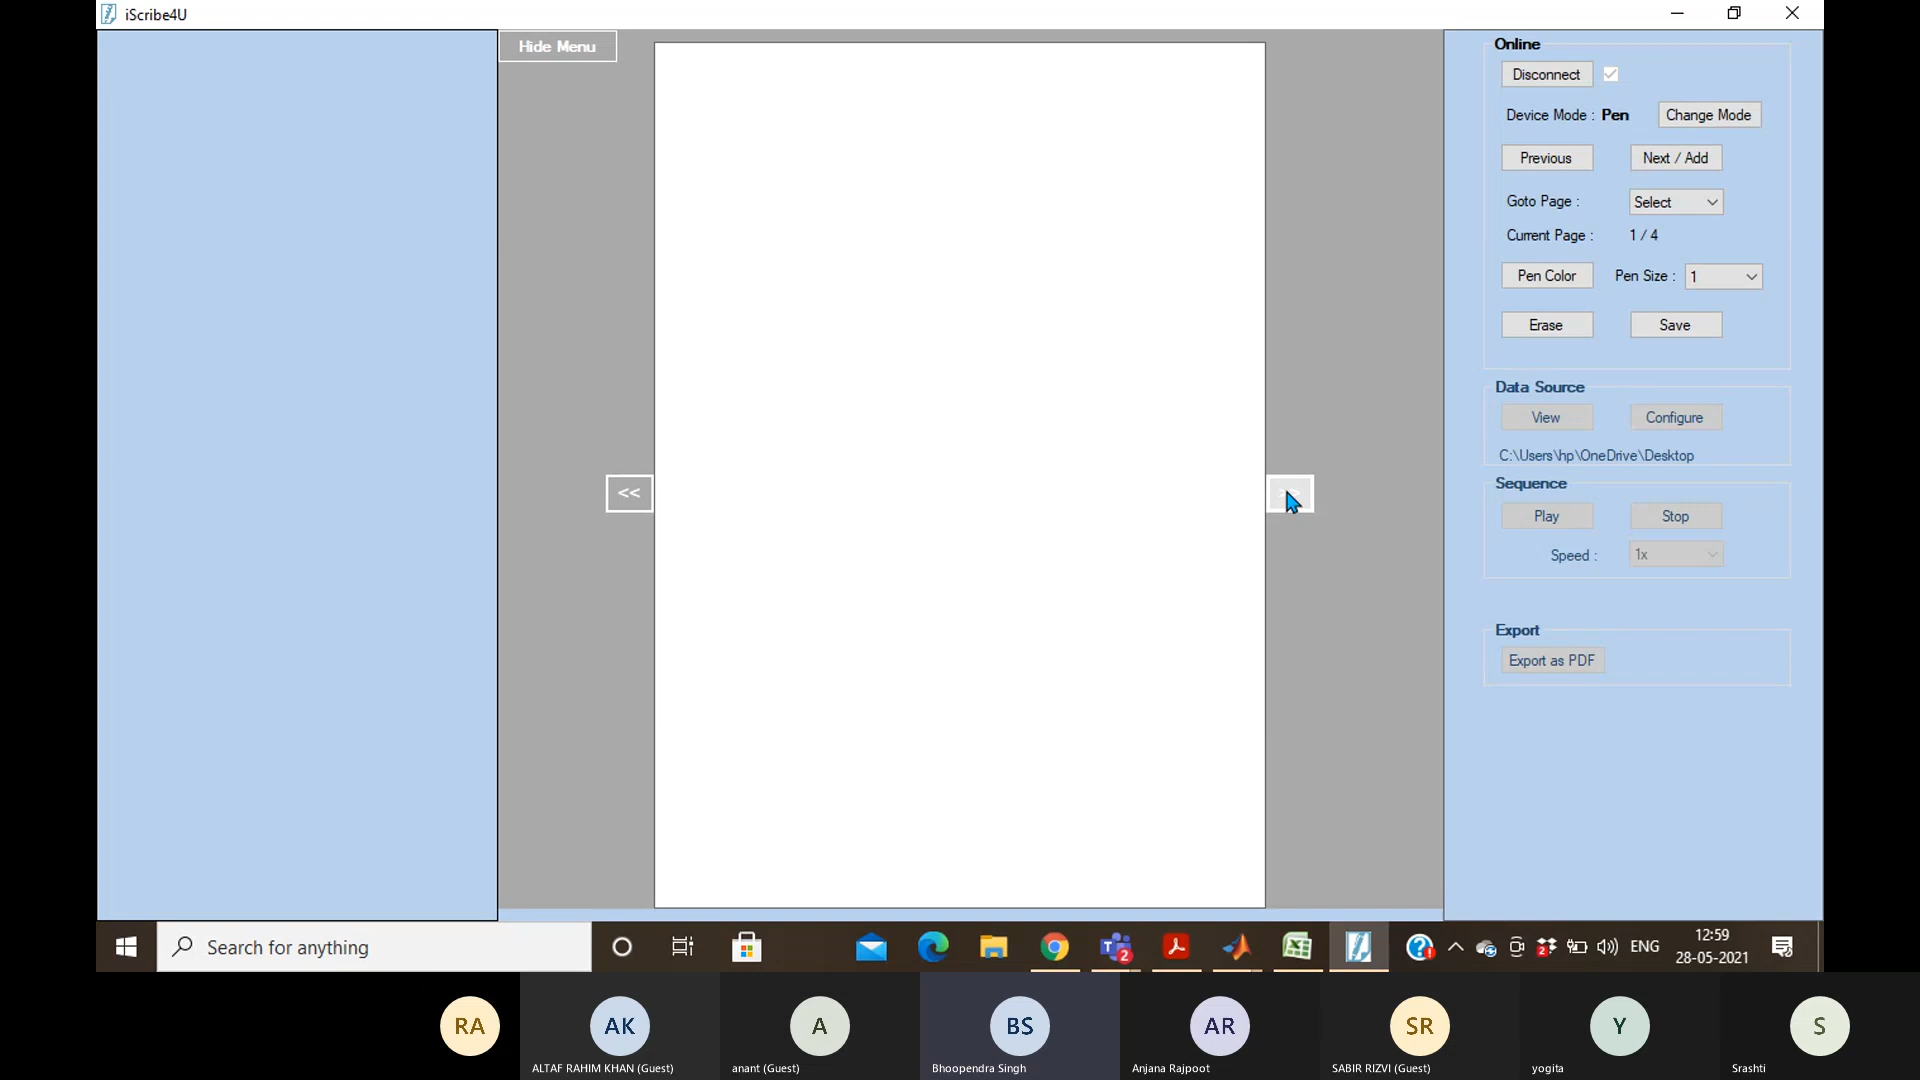 iScribe4U
Hide Menu
Online
Disconnect
Device Mode : Pen Change Mode
Previous Next / Add
Goto Page : Select
Current Page : 1 / 4
Pen Color Pen Size : 1
Erase Save
Data Source
View Configure
C:\Users\hp\OneDrive\Desktop
<<
Sequence
Play Stop
Speed : 1x
Export
Export as PDF
Search for anything
2
2
ENG
12:59
28-05-2021
RA AK A BS AR SR Y S
ALTAF RAHIM KHAN (Guest) anant (Guest) Bhoopendra Singh Anjana Rajpoot SABIR RIZVI (Guest) yogita Srashti